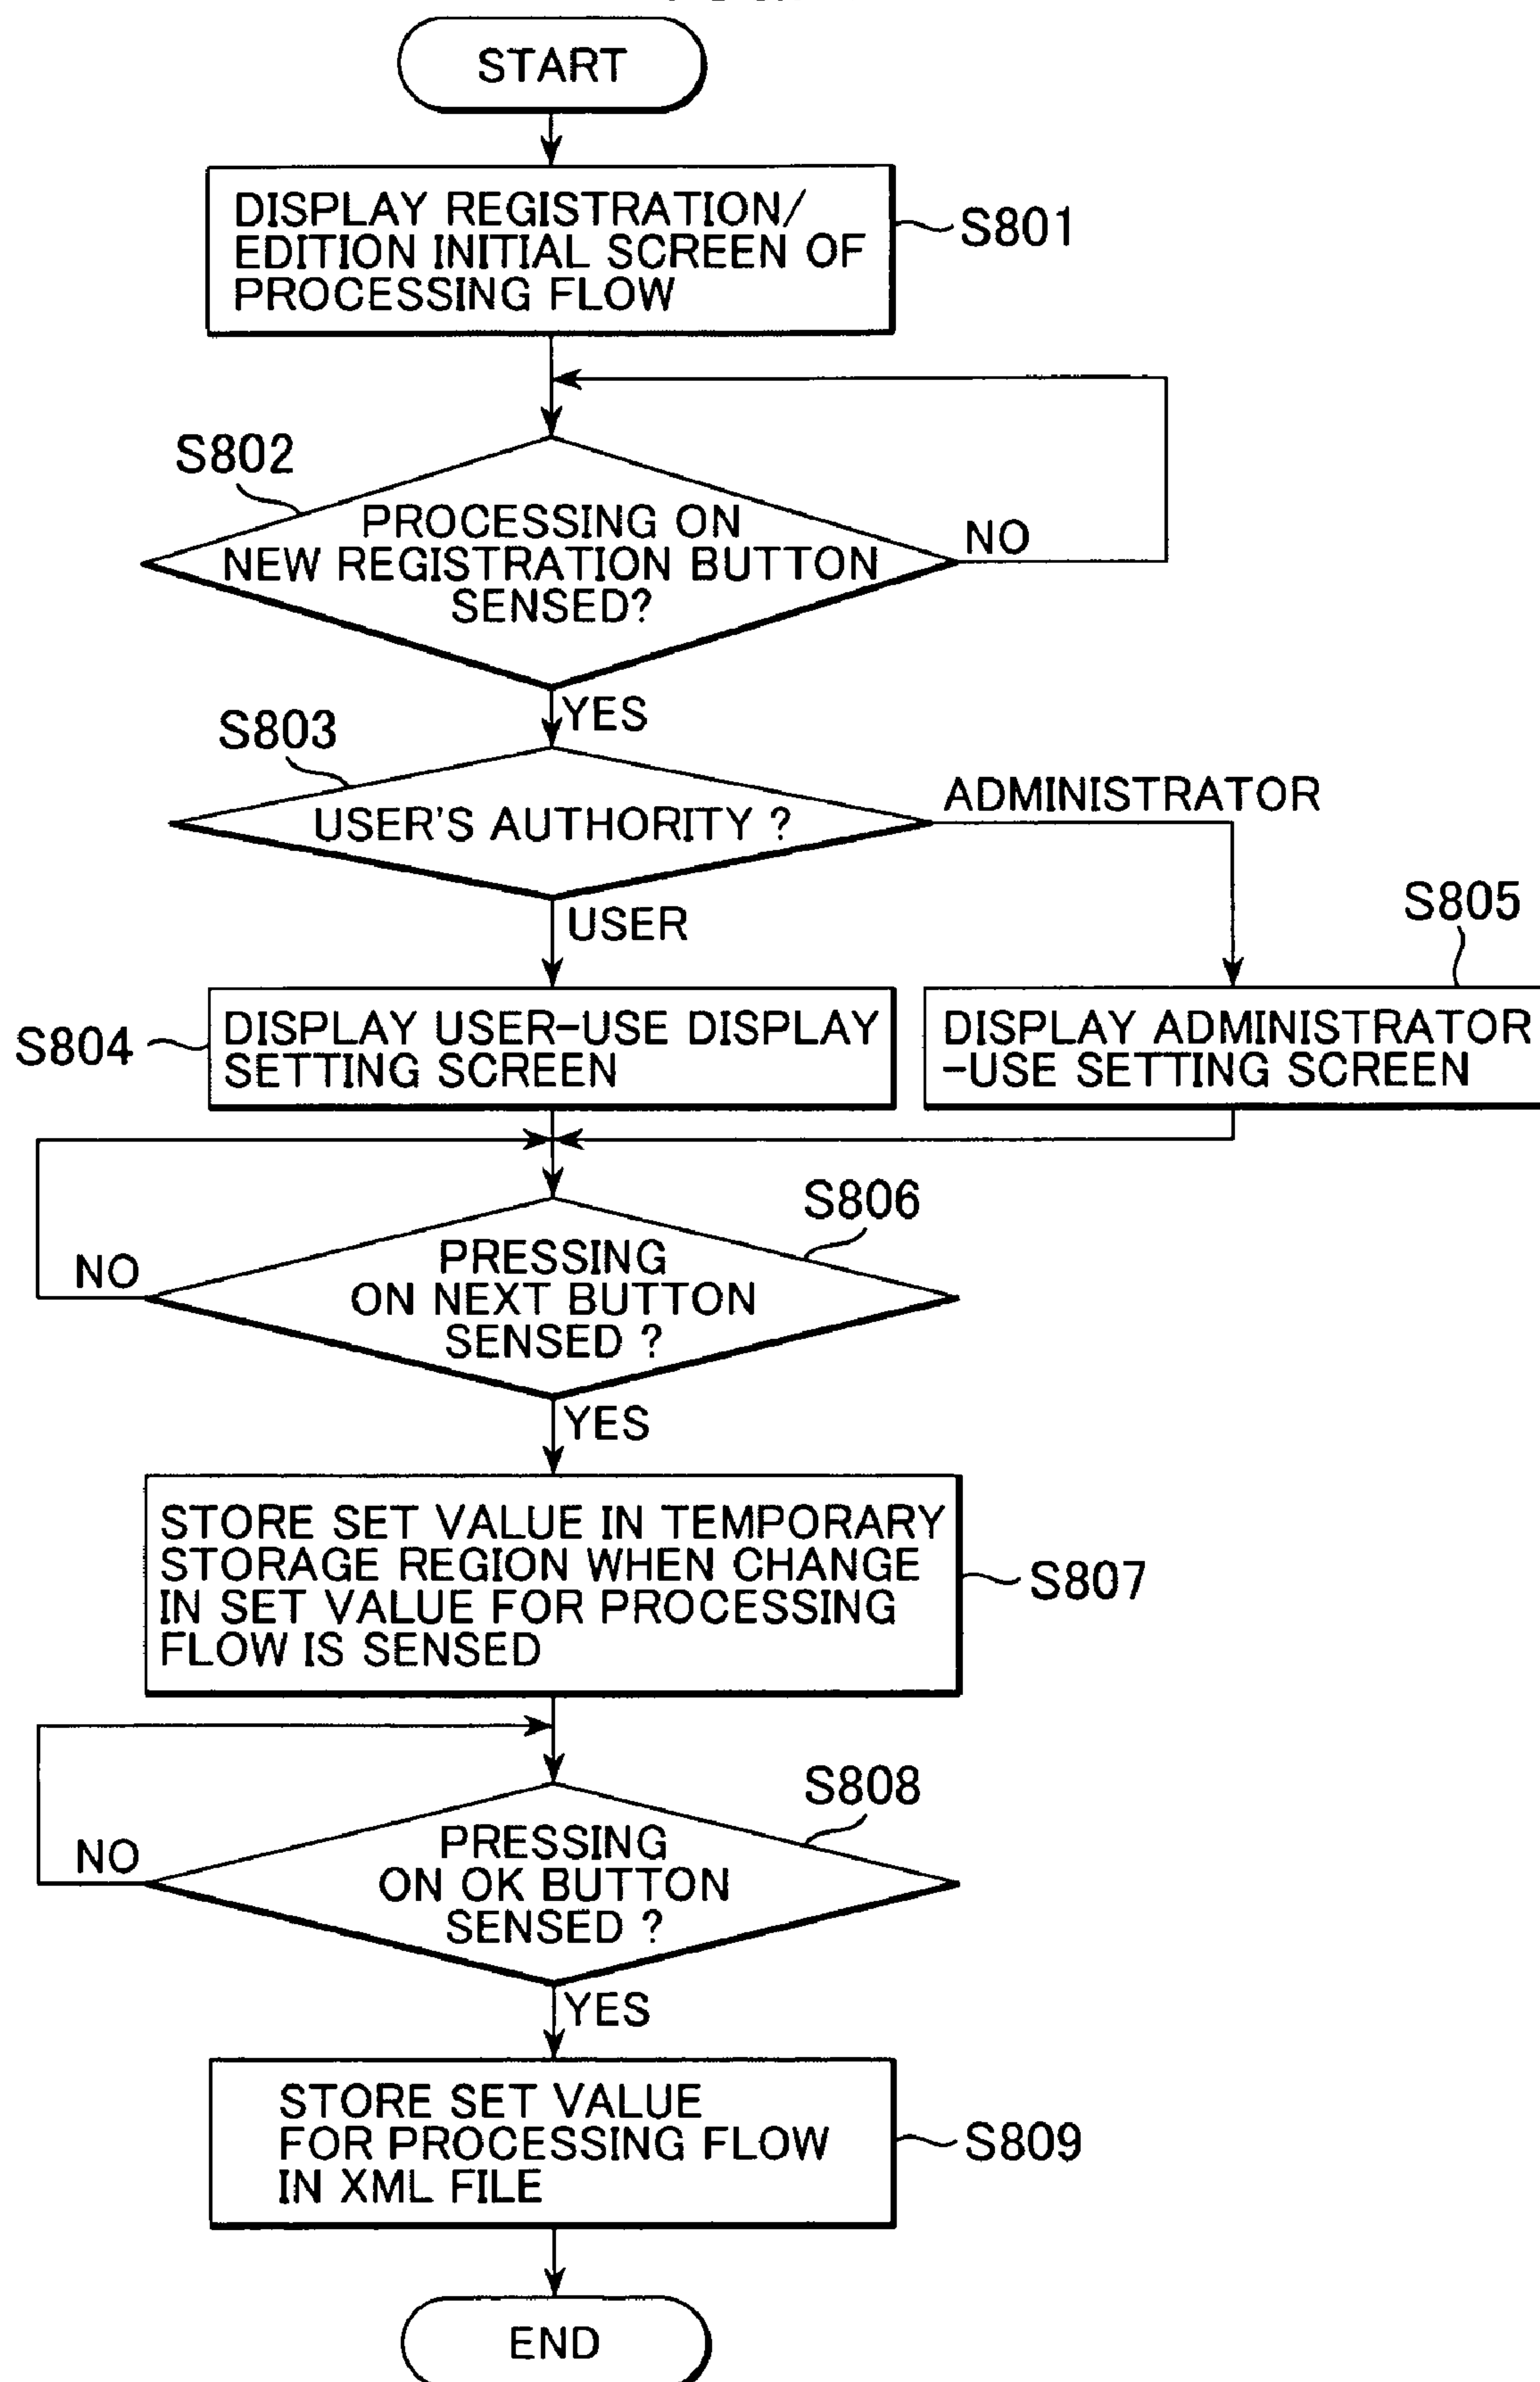 START
DISPLAY REGISTRATION/
EDITION INITIAL SCREEN OF
PROCESSING FLOW
S801
S802
PROCESSING ON
NEW REGISTRATION BUTTON
SENSED?
NO
YES
S803
USER'S AUTHORITY ?
ADMINISTRATOR
USER
S805
S804
DISPLAY USER-USE DISPLAY
SETTING SCREEN
DISPLAY ADMINISTRATOR
-USE SETTING SCREEN
S806
PRESSING
ON NEXT BUTTON
SENSED ?
NO
YES
STORE SET VALUE IN TEMPORARY
STORAGE REGION WHEN CHANGE
IN SET VALUE FOR PROCESSING
FLOW IS SENSED
S807
S808
PRESSING
ON OK BUTTON
SENSED ?
NO
YES
STORE SET VALUE
FOR PROCESSING FLOW
IN XML FILE
S809
END